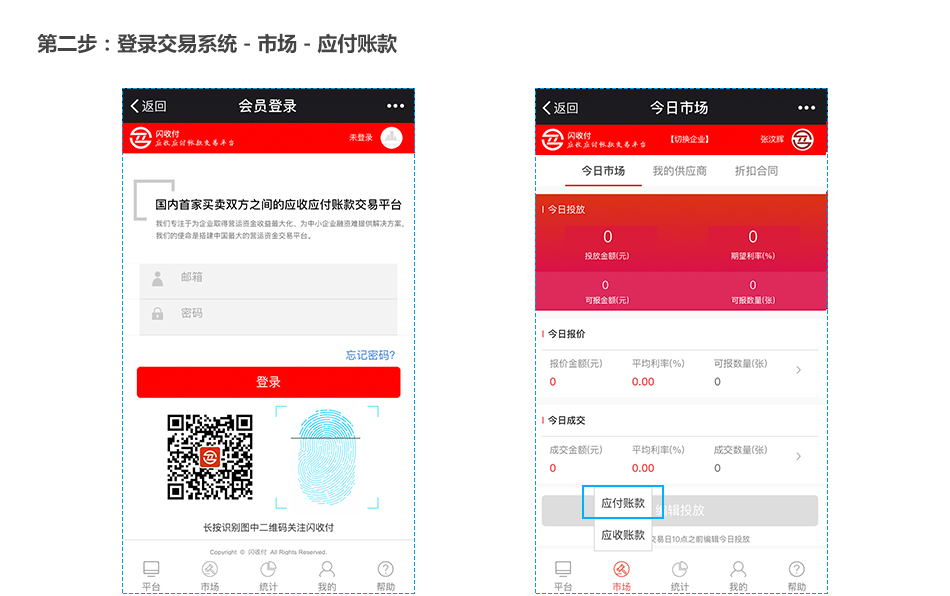 第二步：登录交易系统 - 市场 - 应付账款
返回
会员登录
闪收付
应收应付帐款交易平台
未登录
国内首家买卖双方之间的应收应付账款交易平台
我们专注于为企业取得营运资金收益最大化、为中小企业融资难提供解决方案。
我们的使命是搭建中国最大的营运资金交易平台。
邮箱
密码
忘记密码?
登录
长按识别图中二维码关注闪收付
Copyright © 闪收付 All Rights Reserved.
平台 市场 统计 我的 帮助
返回
今日市场
闪收付
应收应付帐款交易平台
【切换企业】
张汶辉
今日市场 我的供应商 折扣合同
今日投放
0 0
投放金额(元) 期望利率(%)
0 0
可报金额(元) 可报数量(张)
今日报价
报价金额(元) 平均利率(%) 可报数量(张)
0 0.00 0
今日成交
成交金额(元) 平均利率(%) 成交数量(张)
0 0.00 0
应付账款
编辑投放
应收账款
交易日10点之前编辑今日投放
平台 市场 统计 我的 帮助